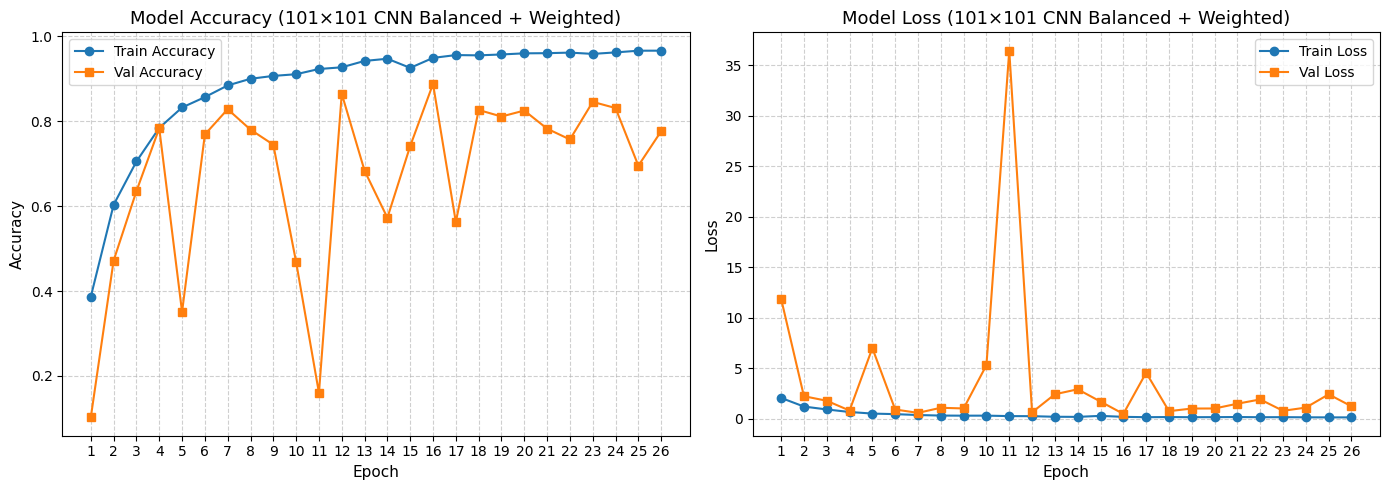 Model Accuracy (101×101 CNN Balanced + Weighted)
Train Accuracy
Val Accuracy
1.0
0.8
0.6
0.4
0.2
Accuracy
1 2 3 4 5 6 7 8 9 10 11 12 13 14 15 16 17 18 19 20 21 22 23 24 25 26
Epoch
Model Loss (101×101 CNN Balanced + Weighted)
Train Loss
Val Loss
35
30
25
20
15
10
5
0
Loss
1 2 3 4 5 6 7 8 9 10 11 12 13 14 15 16 17 18 19 20 21 22 23 24 25 26
Epoch